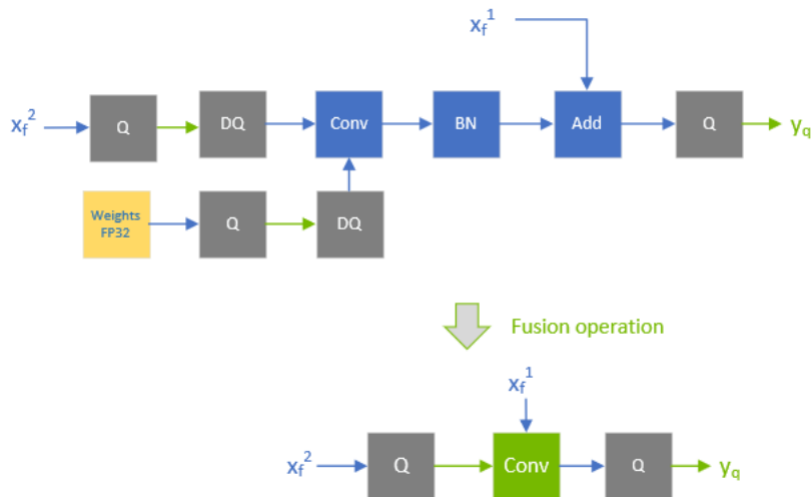 x_f^1
x_f^2
Q
DQ
Conv
BN
Add
Q
y_q
Weights
FP32
Q
DQ
Fusion operation
x_f^1
x_f^2
Q
Conv
Q
y_q